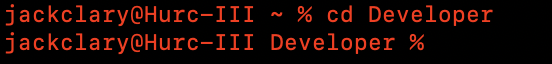 jackclary@Hurc-III ~ % cd Developer
jackclary@Hurc-III Developer %